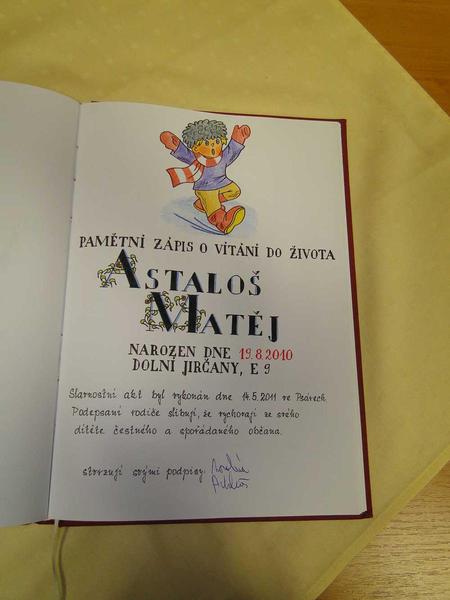 PAMĚTNÍ ZÁPIS O VÍTÁNÍ DO ŽIVOTA
ASTALOŠ
MATĚJ
NAROZEN DNE 19.8.2010
DOLNÍ JIRČANY, E 9
Slavnostní akt byl vykonán dne 14.5.2011 ve Psárech
Podepsaní rodiče slibují, že vychovají ze svého
dítěte čestného a spořádaného občana.
stvrzují svými podpisy: